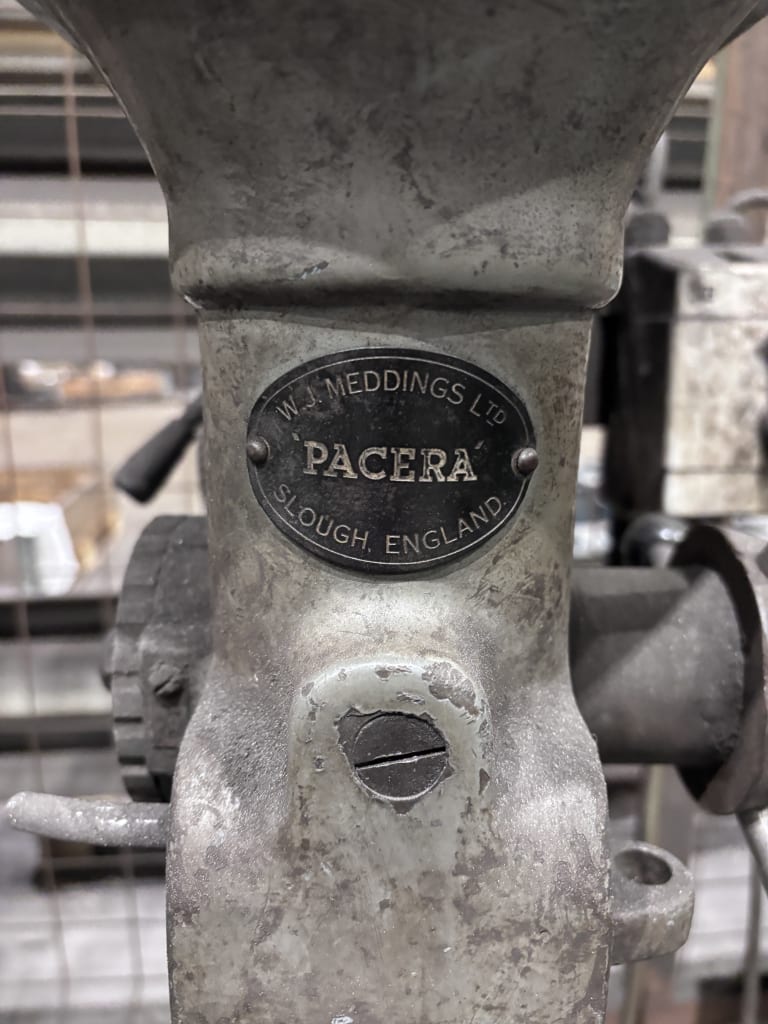 W.J. MEDDINGS LTD
'PACERA'
SLOUGH, ENGLAND.